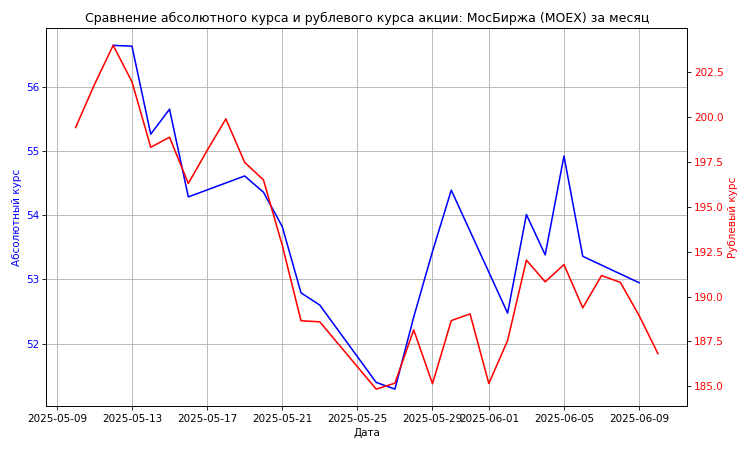 Сравнение абсолютного курса и рублевого курса акции: МосБиржа (MOEX) за месяц
Абсолютный курс
56
55
54
53
52
202.5
200.0
197.5
195.0
192.5
190.0
187.5
185.0
Рублевый курс
2025-05-09 2025-05-13 2025-05-17 2025-05-21 2025-05-25 2025-05-29 2025-06-01 2025-06-05 2025-06-09
Дата